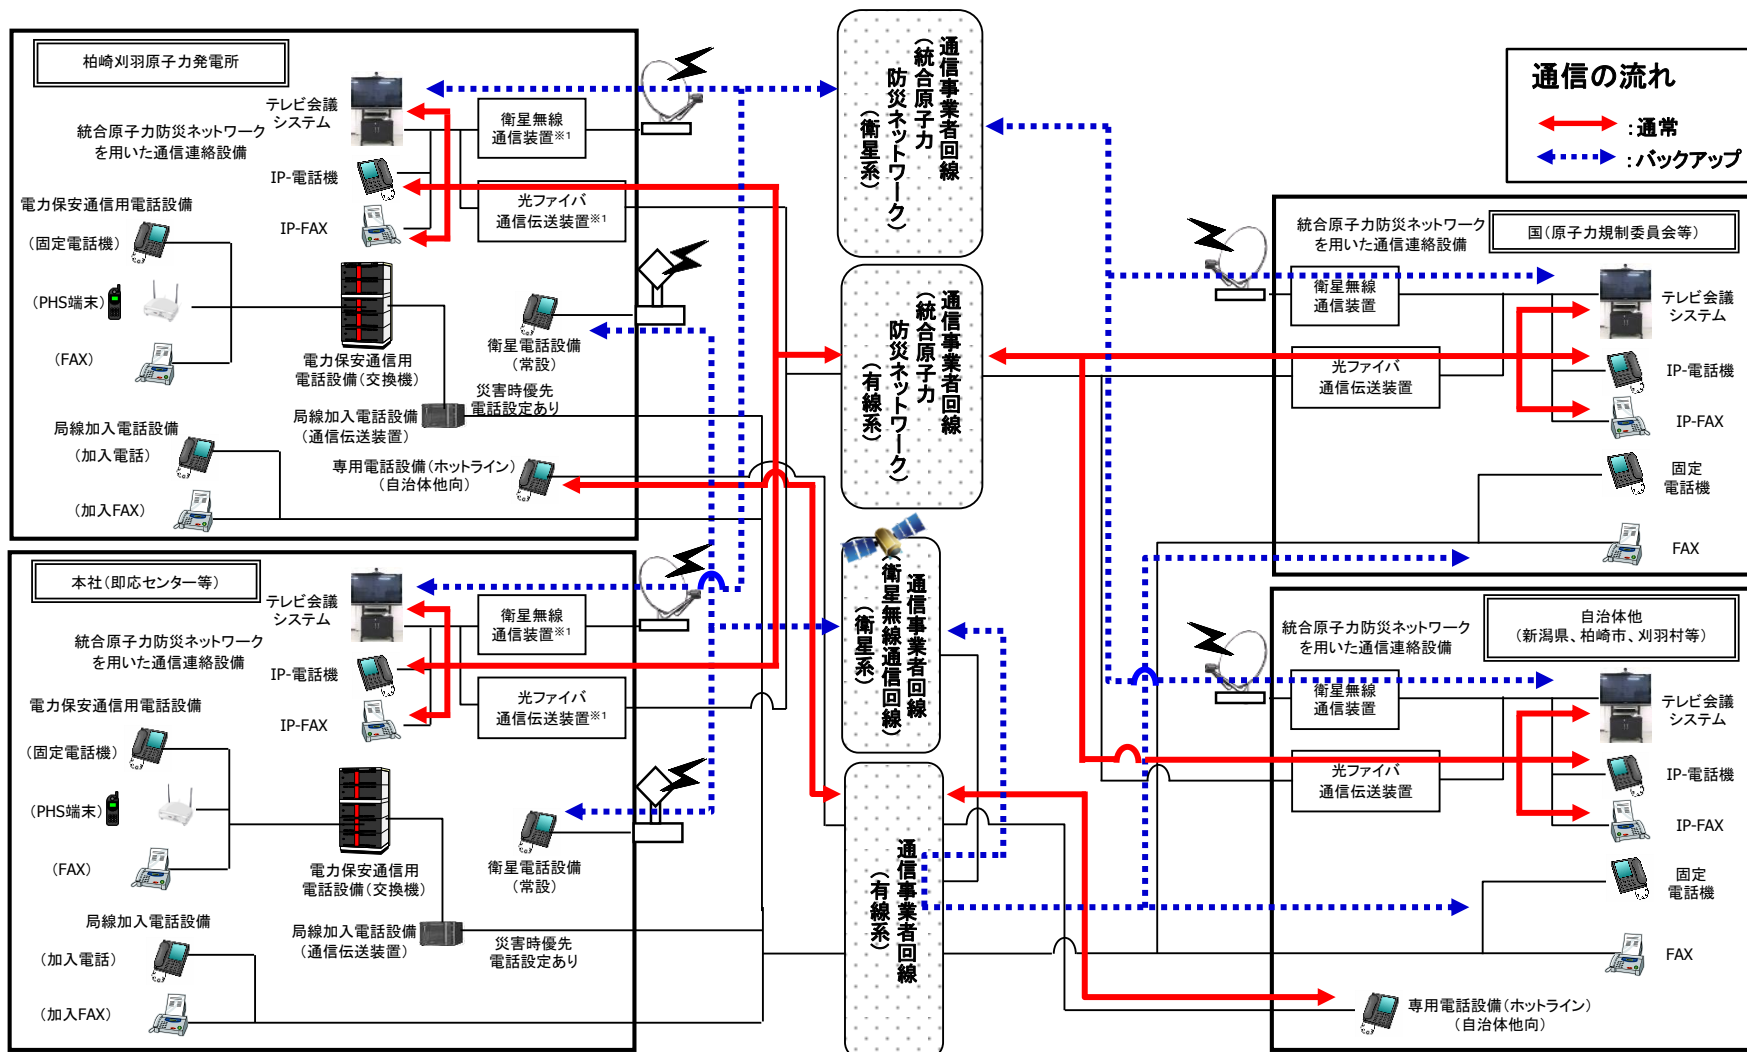 柏崎刈羽原子力発電所
テレビ会議
システム
統合原子力防災ネットワーク
を用いた通信連絡設備
衛星無線
通信装置※1
IP-電話機
光ファイバ
通信伝送装置※1
IP-FAX
電力保安通信用電話設備
(固定電話機)
(PHS端末)
(FAX)
電力保安通信用
電話設備(交換機)
衛星電話設備
(常設)
災害時優先
電話設定あり
局線加入電話設備
(通信伝送装置)
局線加入電話設備
(加入電話)
専用電話設備(ホットライン)
(自治体他向)
(加入FAX)
本社(即応センター等)
テレビ会議
システム
統合原子力防災ネットワーク
を用いた通信連絡設備
衛星無線
通信装置※1
IP-電話機
光ファイバ
通信伝送装置※1
IP-FAX
電力保安通信用電話設備
(固定電話機)
(PHS端末)
(FAX)
電力保安通信用
電話設備(交換機)
衛星電話設備
(常設)
局線加入電話設備
局線加入電話設備
(通信伝送装置)
災害時優先
電話設定あり
(加入電話)
(加入FAX)
通信事業者回線
(統合原子力
防災ネットワーク)
(衛星系)
通信事業者回線
(統合原子力
防災ネットワーク)
(有線系)
通信事業者回線
(衛星無線通信回線)
(衛星系)
通信事業者回線
(有線系)
通信の流れ
:通常
:バックアップ
統合原子力防災ネットワーク
を用いた通信連絡設備
国(原子力規制委員会等)
衛星無線
通信装置
テレビ会議
システム
光ファイバ
通信伝送装置
IP-電話機
IP-FAX
固定
電話機
FAX
統合原子力防災ネットワーク
を用いた通信連絡設備
自治体他
(新潟県、柏崎市、刈羽村等)
衛星無線
通信装置
テレビ会議
システム
光ファイバ
通信伝送装置
IP-電話機
IP-FAX
固定
電話機
FAX
専用電話設備(ホットライン)
(自治体他向)